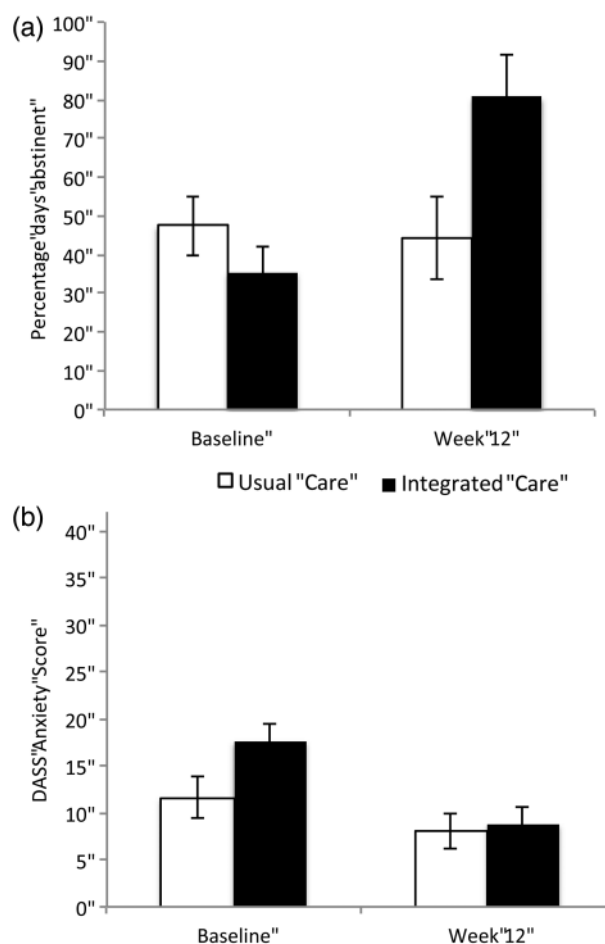 (a)
Percentage"days"abstinent"
100"
90"
80"
70"
60"
50"
40"
30"
20"
10"
0"
Baseline"
Week"12"
Usual "Care"
Integrated "Care"
(b)
DASS"Anxiety"Score"
40"
35"
30"
25"
20"
15"
10"
5"
0"
Baseline"
Week"12"